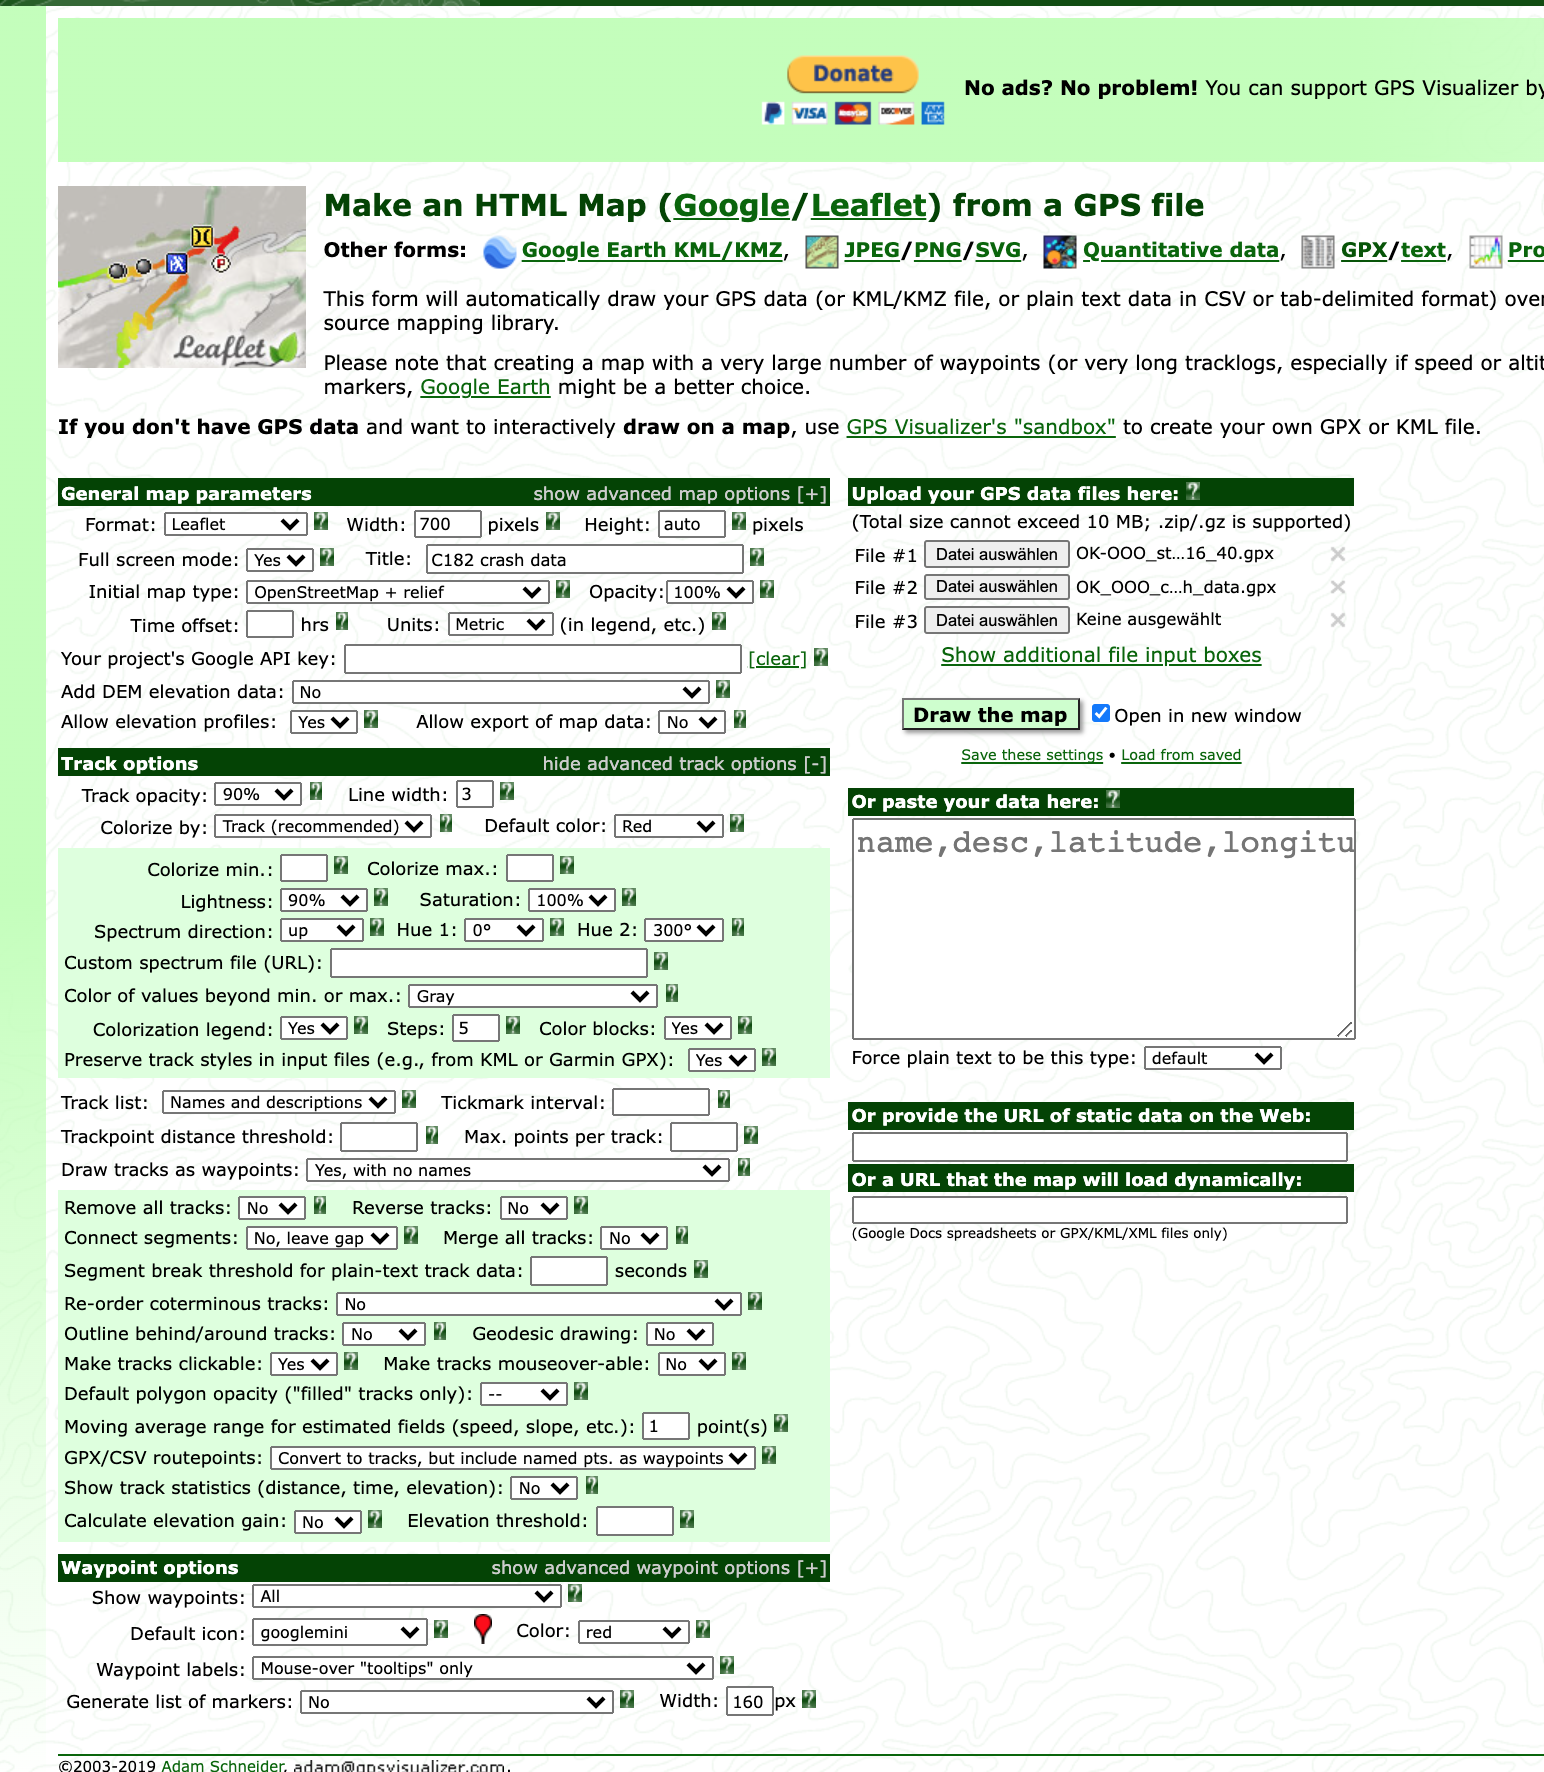 Donate
VISA
DISCOVER
No ads? No problem! You can support GPS Visualizer by
Make an HTML Map (Google/Leaflet) from a GPS file
Other forms: Google Earth KML/KMZ, JPEG/PNG/SVG, Quantitative data, GPX/text, Pro
Leaflet
This form will automatically draw your GPS data (or KML/KMZ file, or plain text data in CSV or tab-delimited format) over
source mapping library.
Please note that creating a map with a very large number of waypoints (or very long tracklogs, especially if speed or altit
markers, Google Earth might be a better choice.
If you don't have GPS data and want to interactively draw on a map, use GPS Visualizer's "sandbox" to create your own GPX or KML file.
General map parameters show advanced map options [+]
Format: Leaflet Width: 700 pixels Height: auto pixels
Full screen mode: Yes Title: C182 crash data
Initial map type: OpenStreetMap + relief Opacity: 100%
Time offset: hrs Units: Metric (in legend, etc.)
Your project's Google API key: [clear]
Add DEM elevation data: No
Allow elevation profiles: Yes Allow export of map data: No
Track options hide advanced track options [-]
Track opacity: 90% Line width: 3
Colorize by: Track (recommended) Default color: Red
Colorize min.: Colorize max.:
Lightness: 90% Saturation: 100%
Spectrum direction: up Hue 1: 0° Hue 2: 300°
Custom spectrum file (URL):
Color of values beyond min. or max.: Gray
Colorization legend: Yes Steps: 5 Color blocks: Yes
Preserve track styles in input files (e.g., from KML or Garmin GPX): Yes
Track list: Names and descriptions Tickmark interval:
Trackpoint distance threshold: Max. points per track:
Draw tracks as waypoints: Yes, with no names
Remove all tracks: No Reverse tracks: No
Connect segments: No, leave gap Merge all tracks: No
Segment break threshold for plain-text track data: seconds
Re-order coterminous tracks: No
Outline behind/around tracks: No Geodesic drawing: No
Make tracks clickable: Yes Make tracks mouseover-able: No
Default polygon opacity ("filled" tracks only): --
Moving average range for estimated fields (speed, slope, etc.): 1 point(s)
GPX/CSV routepoints: Convert to tracks, but include named pts. as waypoints
Show track statistics (distance, time, elevation): No
Calculate elevation gain: No Elevation threshold:
Waypoint options show advanced waypoint options [+]
Show waypoints: All
Default icon: googlemini Color: red
Waypoint labels: Mouse-over "tooltips" only
Generate list of markers: No Width: 160 px
Upload your GPS data files here:
(Total size cannot exceed 10 MB; .zip/.gz is supported)
File #1 Datei auswählen OK-OOO_st...16_40.gpx
File #2 Datei auswählen OK_OOO_c...h_data.gpx
File #3 Datei auswählen Keine ausgewählt
Show additional file input boxes
Draw the map Open in new window
Save these settings • Load from saved
Or paste your data here:
name,desc,latitude,longitu
Force plain text to be this type: default
Or provide the URL of static data on the Web:
Or a URL that the map will load dynamically:
(Google Docs spreadsheets or GPX/KML/XML files only)
©2003-2019 Adam Schneider, adam@gpsvisualizer.com.